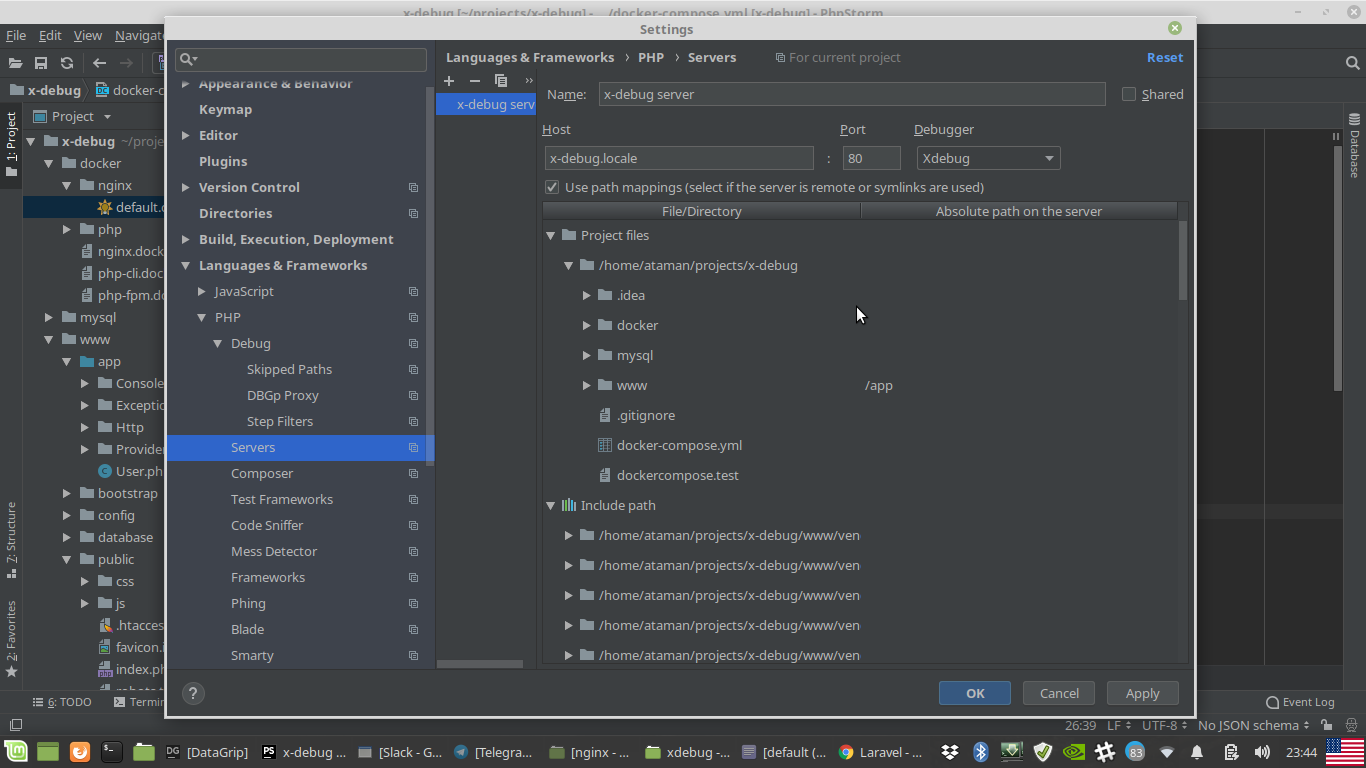 x-debug [~/projects/x-debug] - .../docker-compose.yml [x-debug] - PhpStorm
File Edit View Navigat
Settings
x-debug docker-c
1: Project
7: Structure
2: Favorites
Project
x-debug ~/proje
docker
nginx
default.c
php
nginx.dock
php-cli.doc
php-fpm.do
mysql
www
app
Console
Exceptio
Http
Provider
User.ph
bootstrap
config
database
public
css
js
.htacces
favicon.i
index.ph
Appearance & Behavior
Keymap
Editor
Plugins
Version Control
Directories
Build, Execution, Deployment
Languages & Frameworks
JavaScript
PHP
Debug
Skipped Paths
DBGp Proxy
Step Filters
Servers
Composer
Test Frameworks
Code Sniffer
Mess Detector
Frameworks
Phing
Blade
Smarty
x-debug serv
Languages & Frameworks › PHP › Servers For current project Reset
Name: x-debug server Shared
Host Port Debugger
x-debug.locale : 80 Xdebug
Use path mappings (select if the server is remote or symlinks are used)
File/Directory Absolute path on the server
Project files
/home/ataman/projects/x-debug
.idea
docker
mysql
www /app
.gitignore
docker-compose.yml
dockercompose.test
Include path
/home/ataman/projects/x-debug/www/ven
/home/ataman/projects/x-debug/www/ven
/home/ataman/projects/x-debug/www/ven
/home/ataman/projects/x-debug/www/ven
/home/ataman/projects/x-debug/www/ven
? OK Cancel Apply
Database
6: TODO Termin Event Log
26:39 LF UTF-8 No JSON schema
DG [DataGrip] PS x-debug ... [Slack - G... [Telegra... [nginx - ... xdebug -... [default (... Laravel - ... 83 23:44